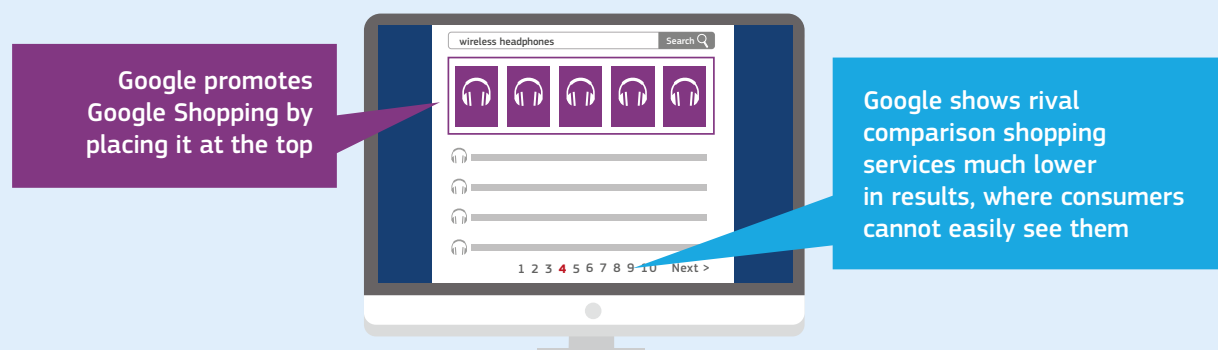 wireless headphones Search
Google promotes
Google Shopping by
placing it at the top
Google shows rival
comparison shopping
services much lower
in results, where consumers
cannot easily see them
1 2 3 4 5 6 7 8 9 10 Next >